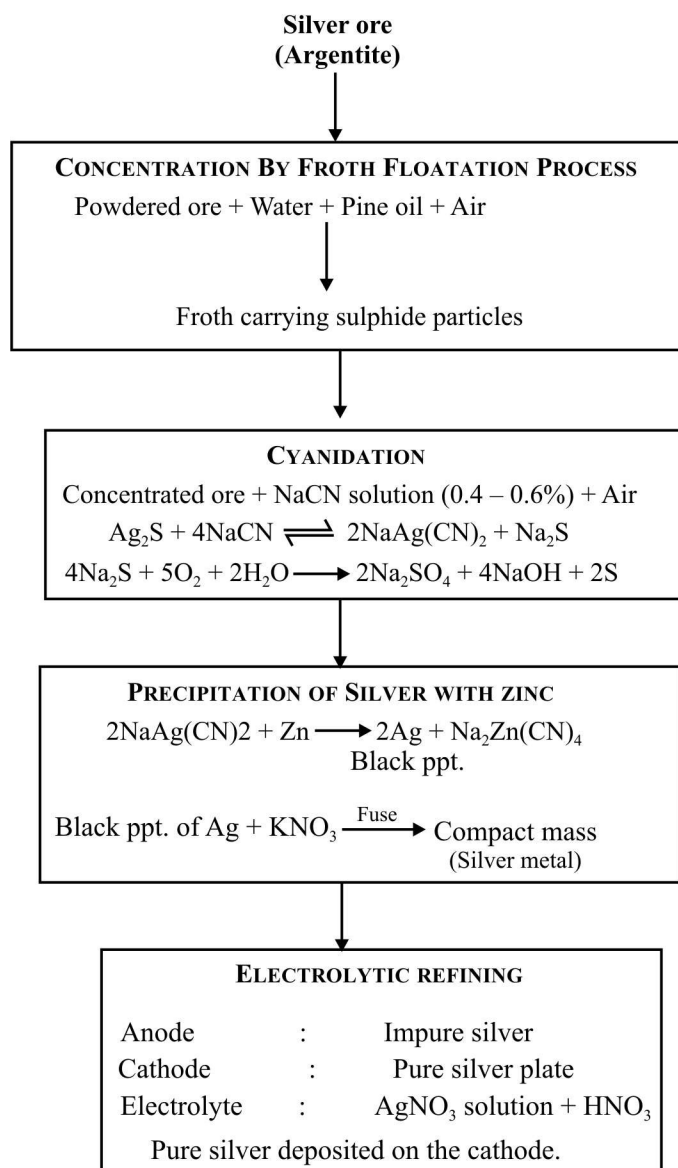 Silver ore
(Argentite)
CONCENTRATION BY FROTH FLOATATION PROCESS
Powdered ore + Water + Pine oil + Air
Froth carrying sulphide particles
CYANIDATION
Concentrated ore + NaCN solution (0.4 – 0.6%) + Air
Ag₂S + 4NaCN ⇌ 2NaAg(CN)₂ + Na₂S
4Na₂S + 5O₂ + 2H₂O ⟶ 2Na₂SO₄ + 4NaOH + 2S
PRECIPITATION OF SILVER WITH ZINC
2NaAg(CN)2 + Zn ⟶ 2Ag + Na₂Zn(CN)₄
Black ppt.
Fuse
Black ppt. of Ag + KNO₃ ⟶ Compact mass
(Silver metal)
ELECTROLYTIC REFINING
Anode : Impure silver
Cathode : Pure silver plate
Electrolyte : AgNO₃ solution + HNO₃
Pure silver deposited on the cathode.